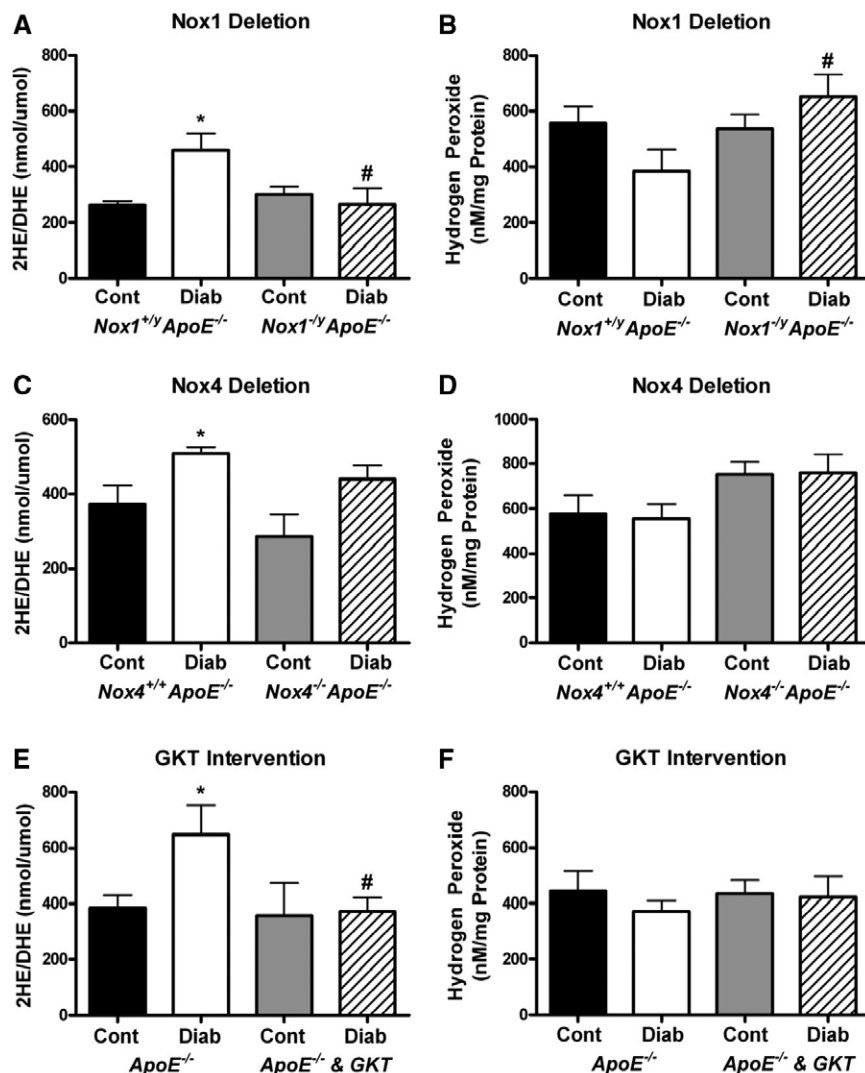 A
Nox1 Deletion
2HE/DHE (nmol/umol)
800
600
400
200
0
*
#
Cont Diab Cont Diab
Nox1+/yApoE-/- Nox1-/yApoE-/-
B
Nox1 Deletion
Hydrogen Peroxide
(nM/mg Protein)
800
600
400
200
0
#
Cont Diab Cont Diab
Nox1+/yApoE-/- Nox1-/yApoE-/-
C
Nox4 Deletion
2HE/DHE (nmol/umol)
600
400
200
0
*
Cont Diab Cont Diab
Nox4+/+ApoE-/- Nox4-/-ApoE-/-
D
Nox4 Deletion
Hydrogen Peroxide
(nM/mg Protein)
1000
800
600
400
200
0
Cont Diab Cont Diab
Nox4+/+ApoE-/- Nox4-/-ApoE-/-
E
GKT Intervention
2HE/DHE (nmol/umol)
800
600
400
200
0
*
#
Cont Diab Cont Diab
ApoE-/- ApoE-/- & GKT
F
GKT Intervention
Hydrogen Peroxide
(nM/mg Protein)
800
600
400
200
0
Cont Diab Cont Diab
ApoE-/- ApoE-/- & GKT